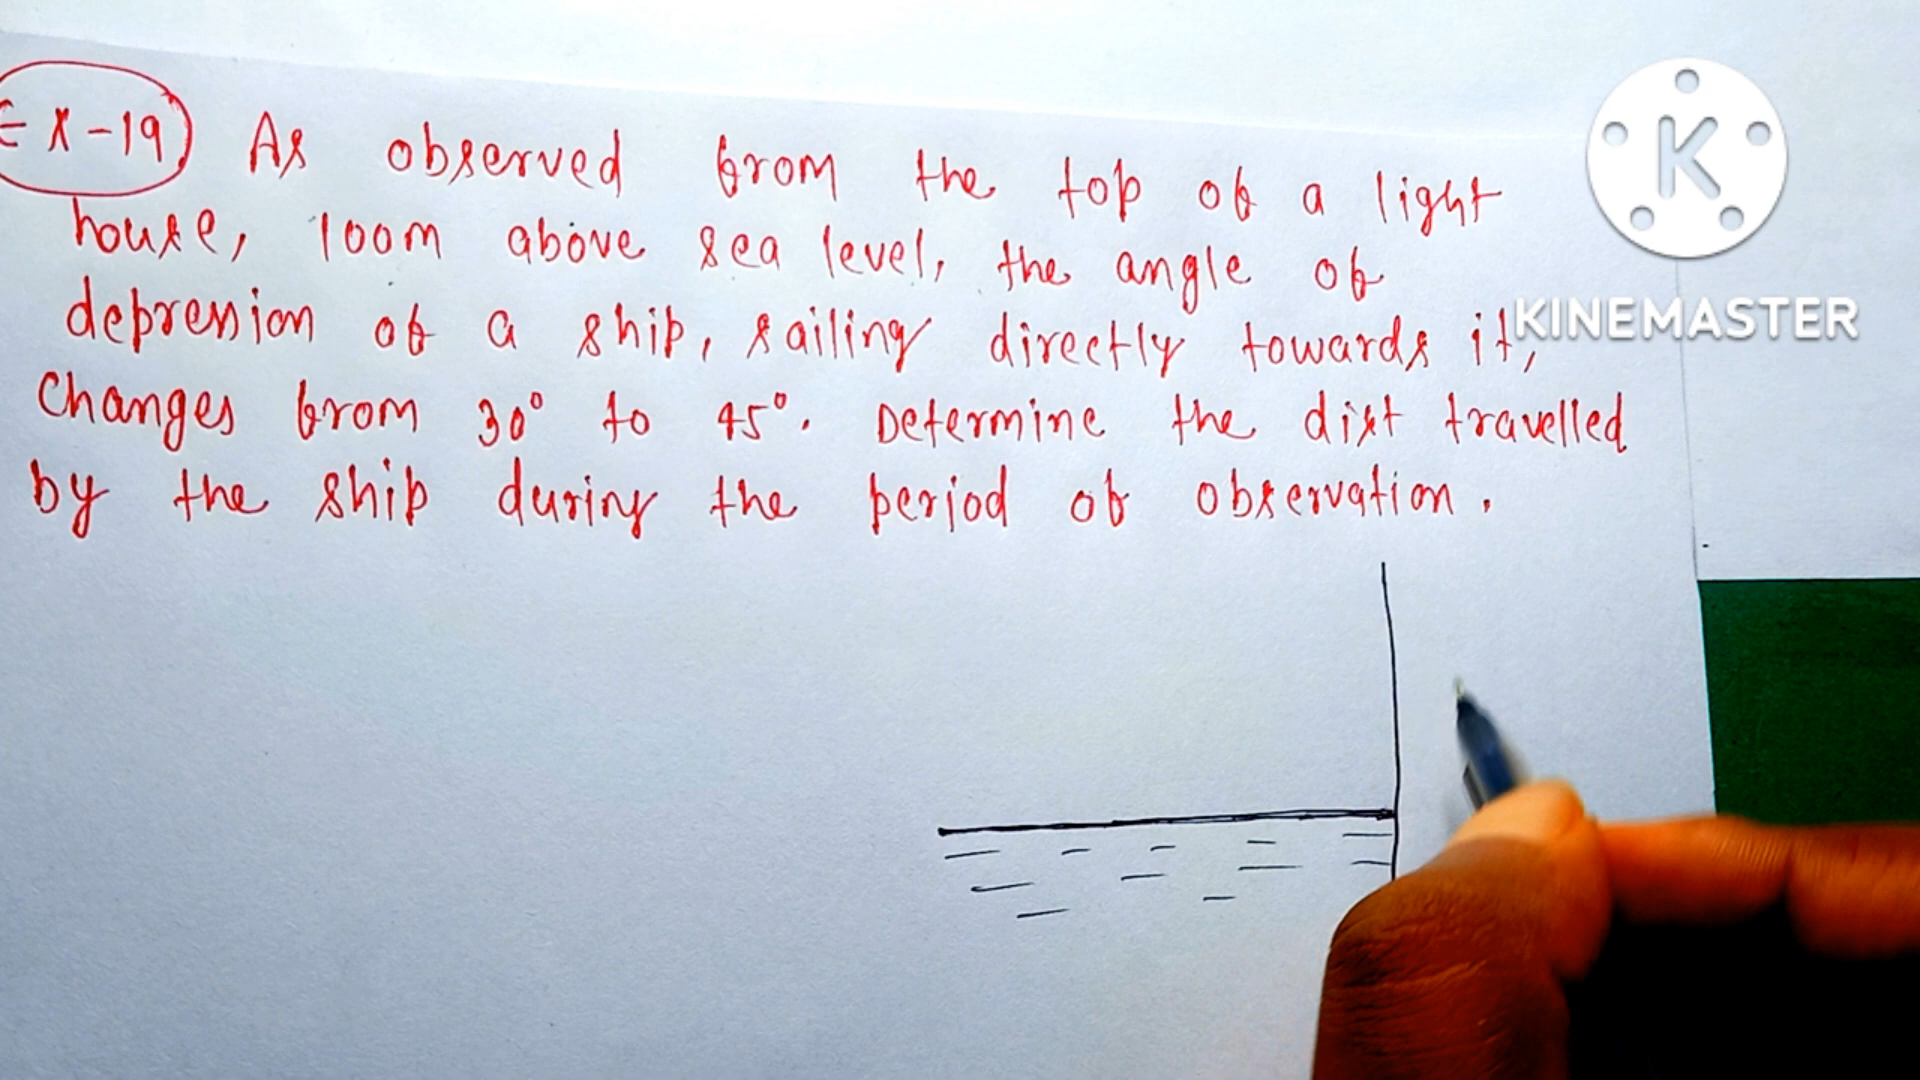 Ex-19 As observed from the top of a light
house, 100m above sea level, the angle of
depression of a ship, sailing directly towards it,
Changes from 30° to 45°. Determine the dist travelled
by the ship during the period of observation.
K
KINEMASTER